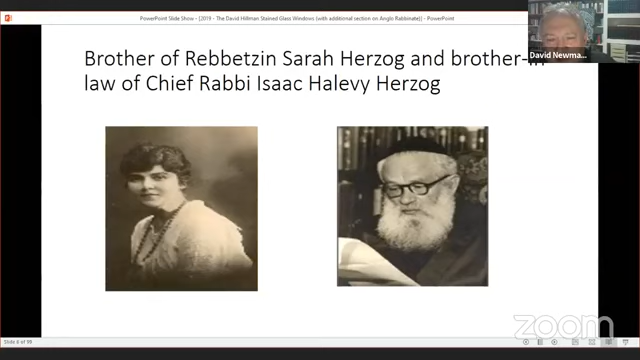 PowerPoint Slide Show - [2019 - The David Hillman Stained Glass Windows (with additional section on Anglo Rabbinate)] - PowerPoint
David Newma...
Brother of Rebbetzin Sarah Herzog and brother-in-
law of Chief Rabbi Isaac Halevy Herzog
Slide 8 of 99
zoom